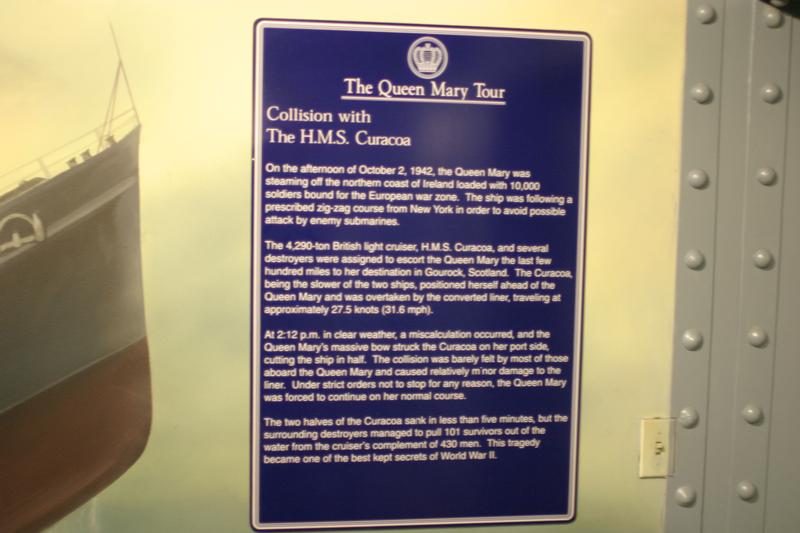 The Queen Mary Tour
Collision with
The H.M.S. Curacoa
On the afternoon of October 2, 1942, the Queen Mary was
steaming off the northern coast of Ireland loaded with 10,000
soldiers bound for the European war zone. The ship was following a
prescribed zig-zag course from New York in order to avoid possible
attack by enemy submarines.
The 4,290-ton British light cruiser, H.M.S. Curacoa, and several
destroyers were assigned to escort the Queen Mary the last few
hundred miles to her destination in Gourock, Scotland. The Curacoa,
being the slower of the two ships, positioned herself ahead of the
Queen Mary and was overtaken by the converted liner, traveling at
approximately 27.5 knots (31.6 mph).
At 2:12 p.m. in clear weather, a miscalculation occurred, and the
Queen Mary's massive bow struck the Curacoa on her port side,
cutting the ship in half. The collision was barely felt by most of those
aboard the Queen Mary and caused relatively m nor damage to the
liner. Under strict orders not to stop for any reason, the Queen Mary
was forced to continue on her normal course.
The two halves of the Curacoa sank in less than five minutes, but the
surrounding destroyers managed to pull 101 survivors out of the
water from the cruiser's complement of 430 men. This tragedy
became one of the best kept secrets of World War II.